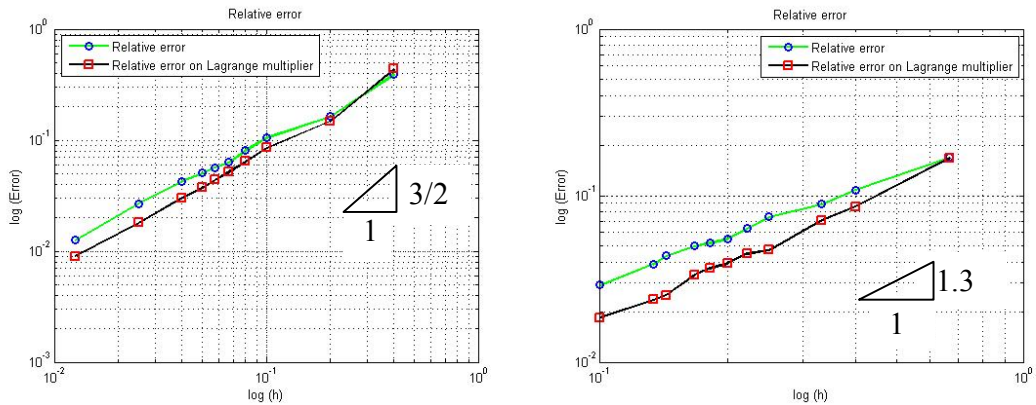 Relative error
10^0
Relative error
Relative error on Lagrange multiplier
10^-1
log (Error)
3/2
1
10^-2
10^-3
10^-2
10^-1
10^0
log (h)
Relative error
10^0
Relative error
Relative error on Lagrange multiplier
log (Error)
10^-1
1.3
1
10^-2
10^-1
10^0
log (h)